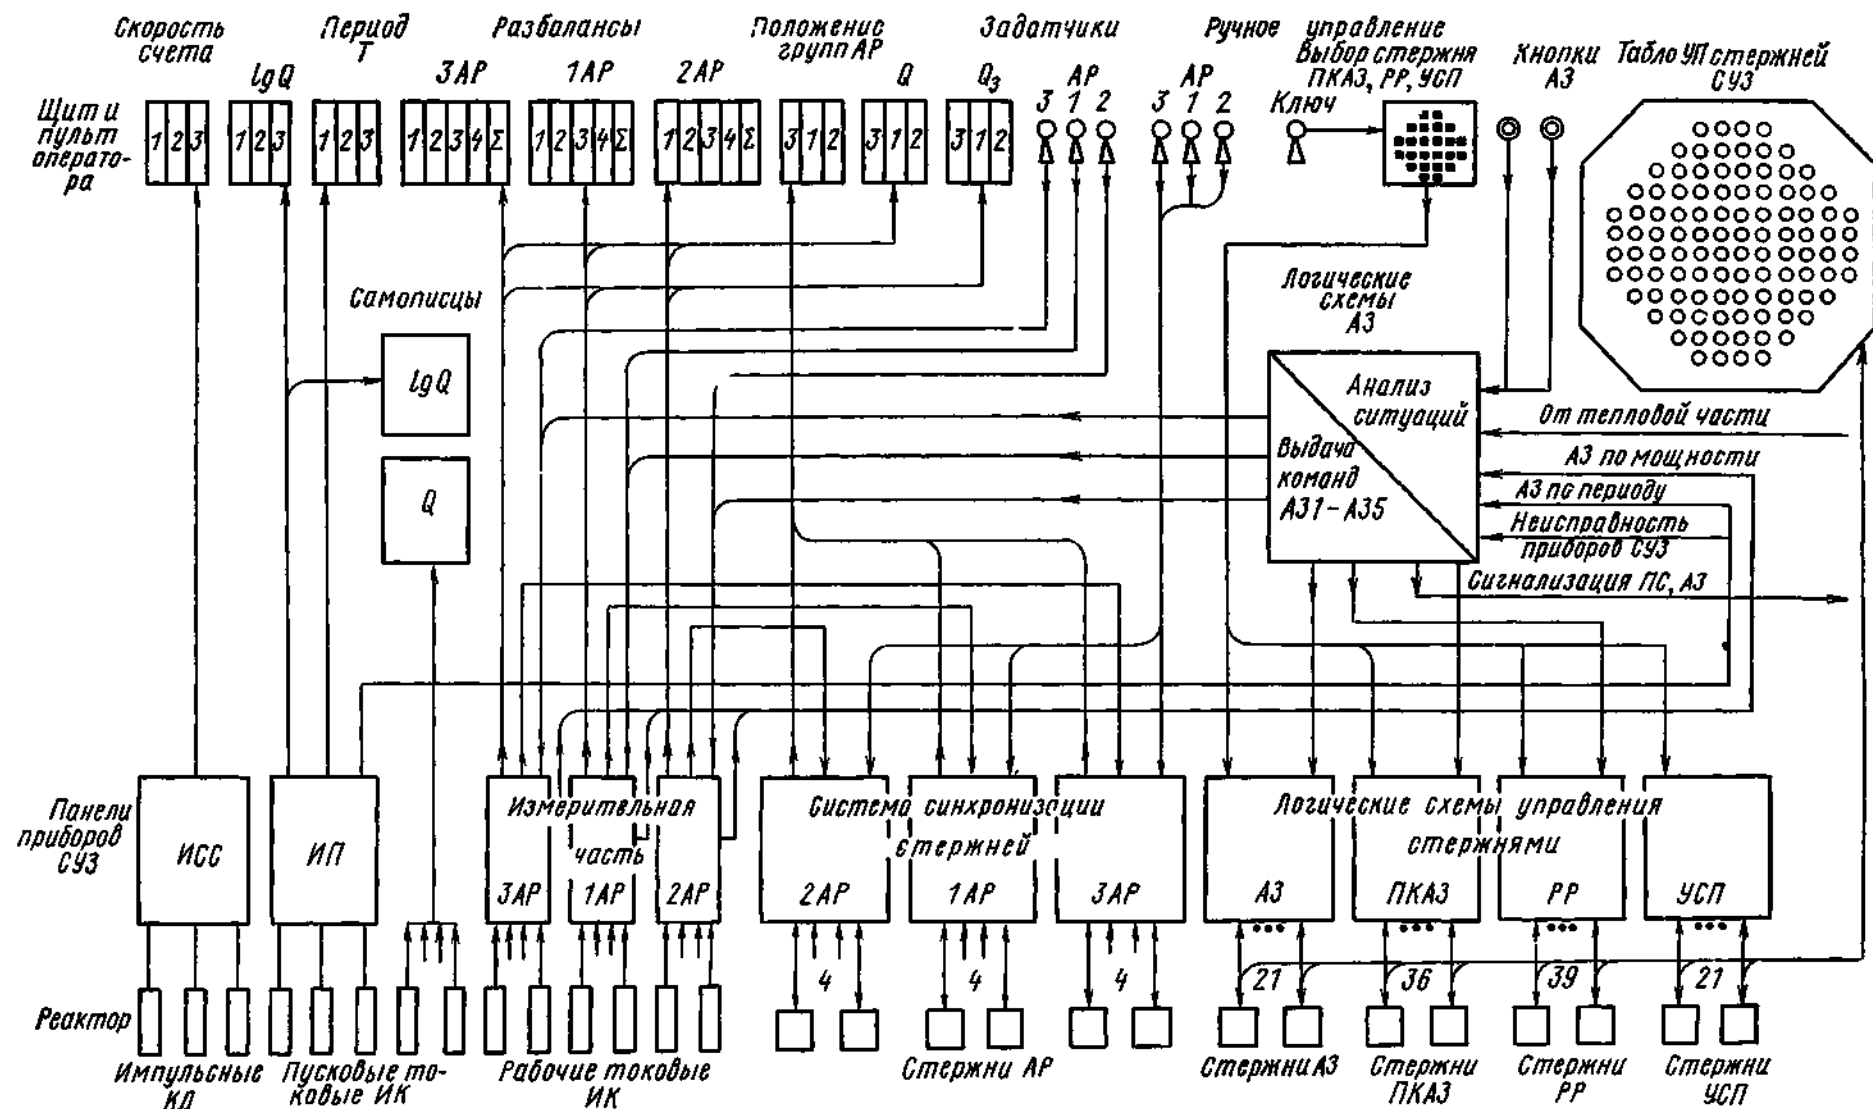 Скорость счета
Период Т
Разбалансы
Положение групп АР
Задатчики
Ручное управление
Выбор стержня ПКАЗ, РР, УСП
Кнопки АЗ
Табло УП стержней СУЗ
lgQ
3АР
1АР
2АР
Q
Qз
АР
АР
Ключ
3 1 2
3 1 2
Щит и пульт операто-
ра
1 2 3
1 2 3
1 2 3
1 2 3 4 Σ
1 2 3 4 Σ
1 2 3 4 Σ
3 1 2
3 1 2
3 1 2
Самописцы
lgQ
Q
Логические схемы АЗ
Анализ ситуаций
Выдача команд АЗ1-АЗ5
От тепловой части
АЗ по мощности
АЗ по периоду
Неисправность приборов СУЗ
Сигнализация ПС, АЗ
Панели приборов СУЗ
ИСС
ИП
Измерительная часть
3АР
1АР
2АР
Система синхронизации стержней
2АР
1АР
3АР
Логические схемы управления стержнями
АЗ
ПКАЗ
РР
УСП
4
4
4
21
36
39
21
Реактор
Импульсные КД
Пусковые то-
ковые ИК
Рабочие токовые ИК
Стержни АР
Стержни АЗ
Стержни ПКАЗ
Стержни РР
Стержни УСП